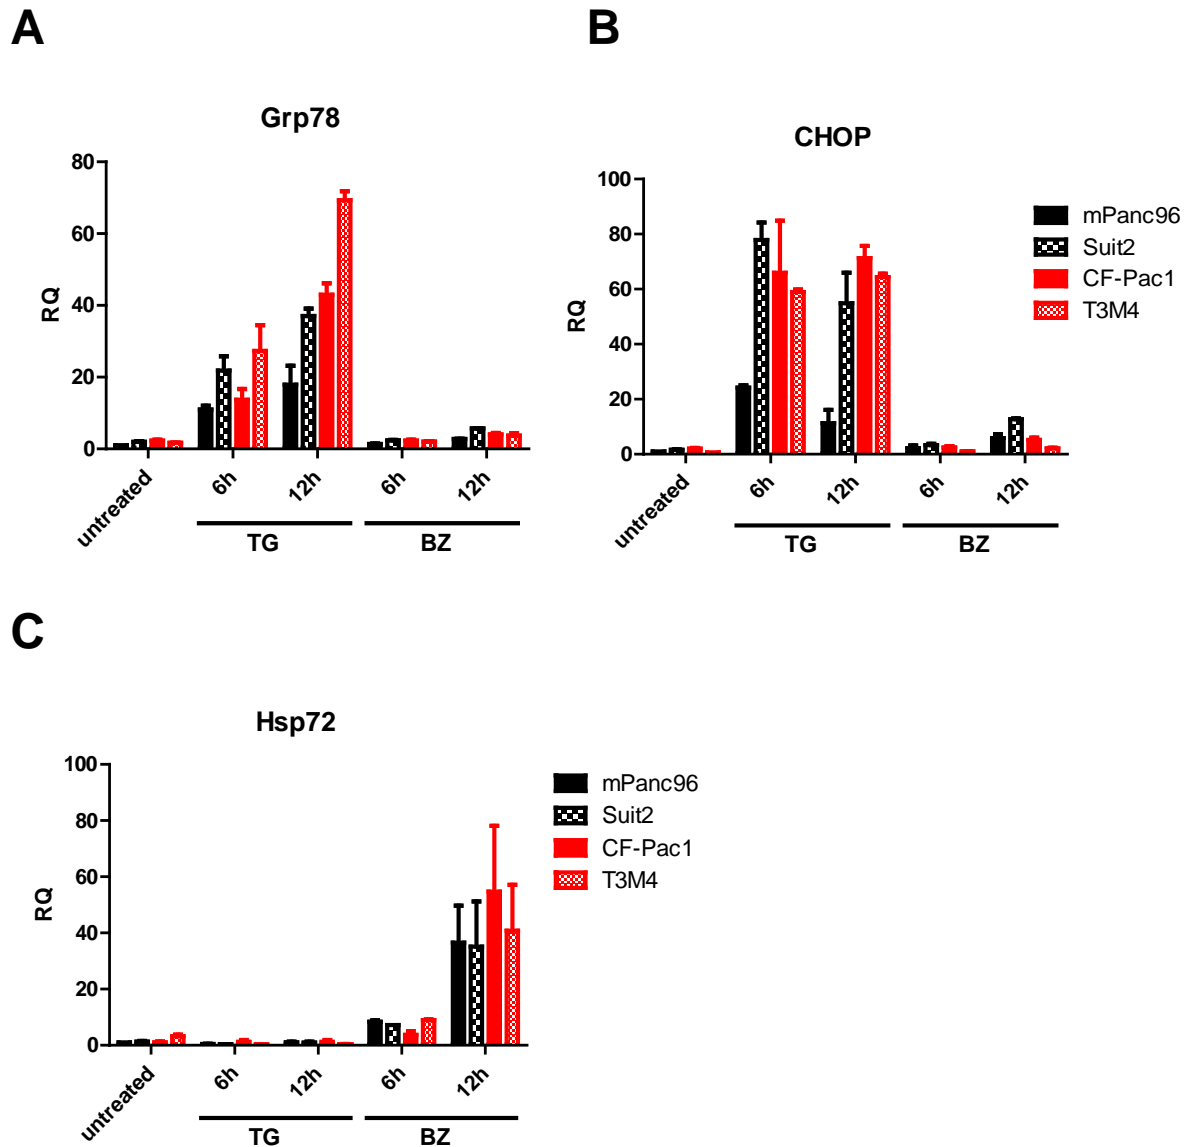 A
B
Grp78
CHOP
80
60
40
20
0
RQ
untreated
6h
12h
6h
12h
TG
BZ
100
80
60
40
20
0
RQ
untreated
6h
12h
6h
12h
TG
BZ
mPanc96
Suit2
CF-Pac1
T3M4
C
Hsp72
100
80
60
40
20
0
RQ
untreated
6h
12h
6h
12h
TG
BZ
mPanc96
Suit2
CF-Pac1
T3M4